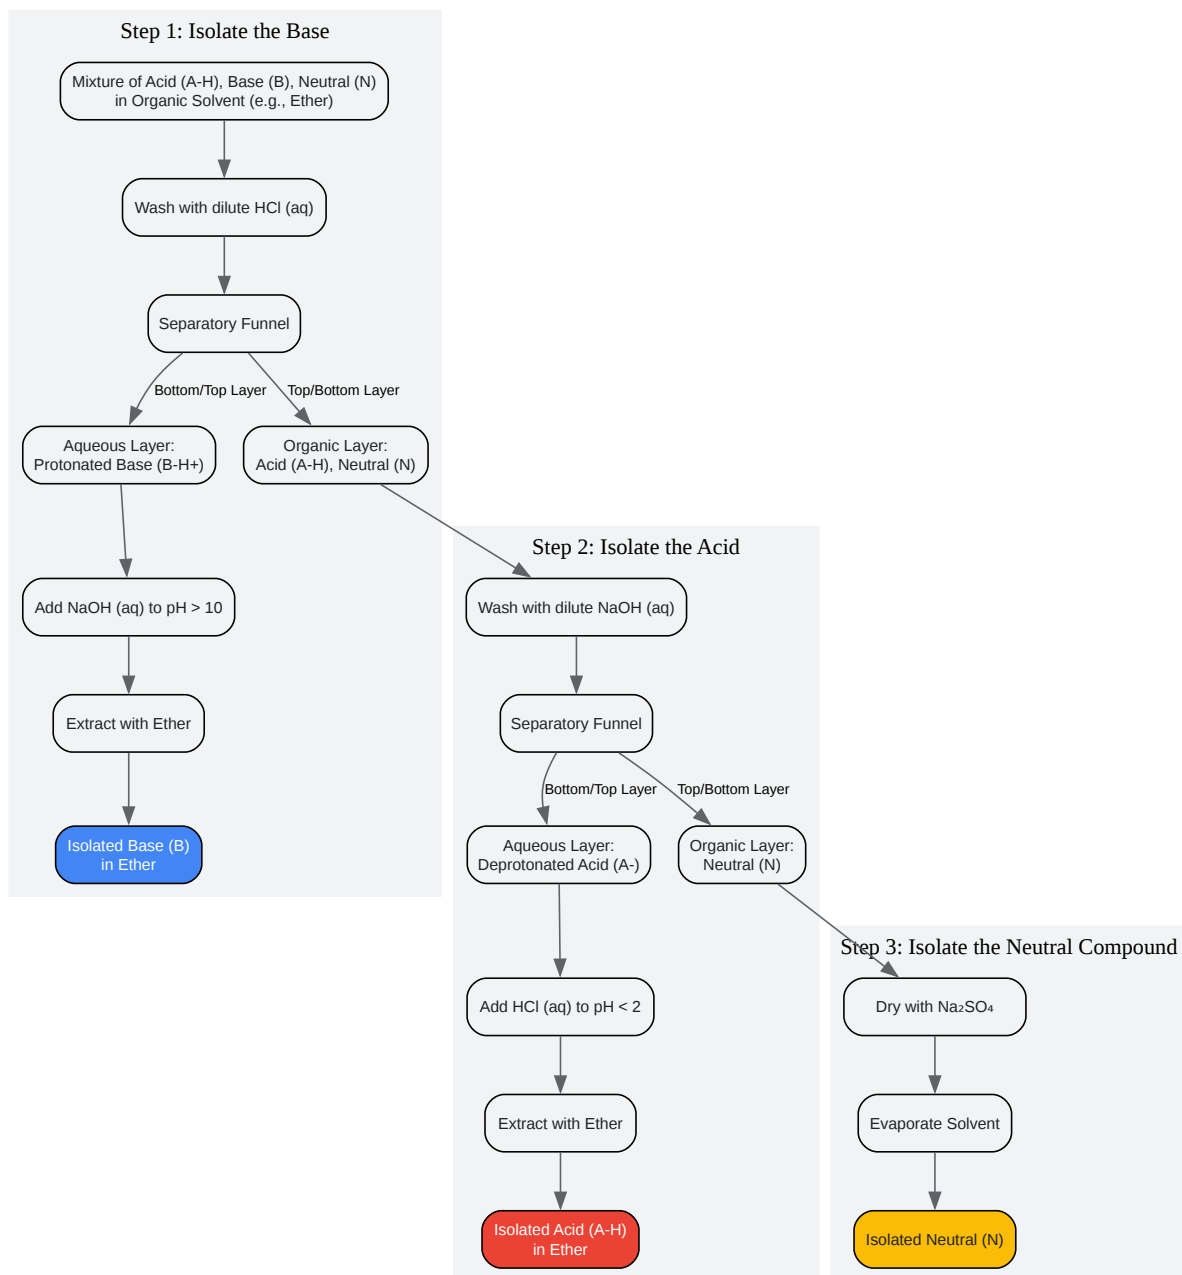 Step 1: Isolate the Base
Mixture of Acid (A-H), Base (B), Neutral (N)
in Organic Solvent (e.g., Ether)
Wash with dilute HCl (aq)
Separatory Funnel
Bottom/Top Layer
Top/Bottom Layer
Aqueous Layer:
Protonated Base (B-H+)
Organic Layer:
Acid (A-H), Neutral (N)
Add NaOH (aq) to pH > 10
Extract with Ether
Isolated Base (B)
in Ether
Step 2: Isolate the Acid
Wash with dilute NaOH (aq)
Separatory Funnel
Bottom/Top Layer
Top/Bottom Layer
Aqueous Layer:
Deprotonated Acid (A-)
Organic Layer:
Neutral (N)
Add HCl (aq) to pH < 2
Extract with Ether
Isolated Acid (A-H)
in Ether
Step 3: Isolate the Neutral Compound
Dry with Na₂SO₄
Evaporate Solvent
Isolated Neutral (N)